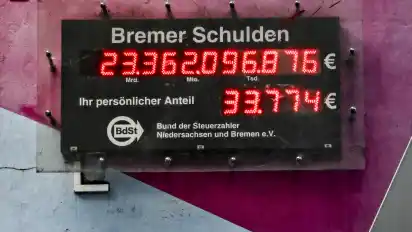 Bremer Schulden
23.362.096.876 €
Mrd. Mio. Tsd.
Ihr persönlicher Anteil 33.774 €
BdSt
Bund der Steuerzahler
Niedersachsen und Bremen e.V.